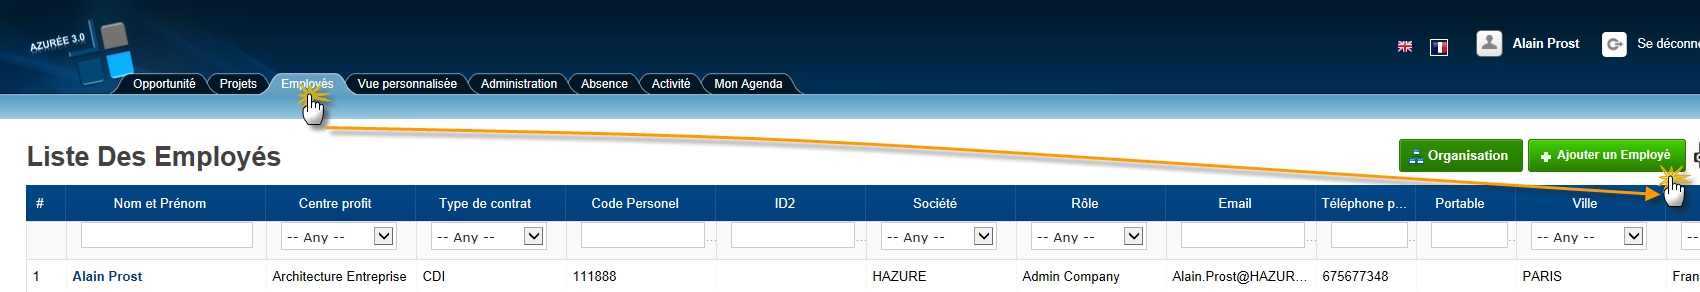 AZURÉE 3.0
Alain Prost
Se déconne
Opportunité Projets Employés Vue personnalisée Administration Absence Activité Mon Agenda
Liste Des Employés
Organisation
Ajouter un Employé
# Nom et Prénom Centre profit Type de contrat Code Personel ID2 Société Rôle Email Téléphone p... Portable Ville
-- Any -- -- Any -- ... ... -- Any -- -- Any -- ... ... ... -- Any --
1 Alain Prost Architecture Entreprise CDI 111888 HAZURE Admin Company Alain.Prost@HAZUR... 675677348 PARIS Fran